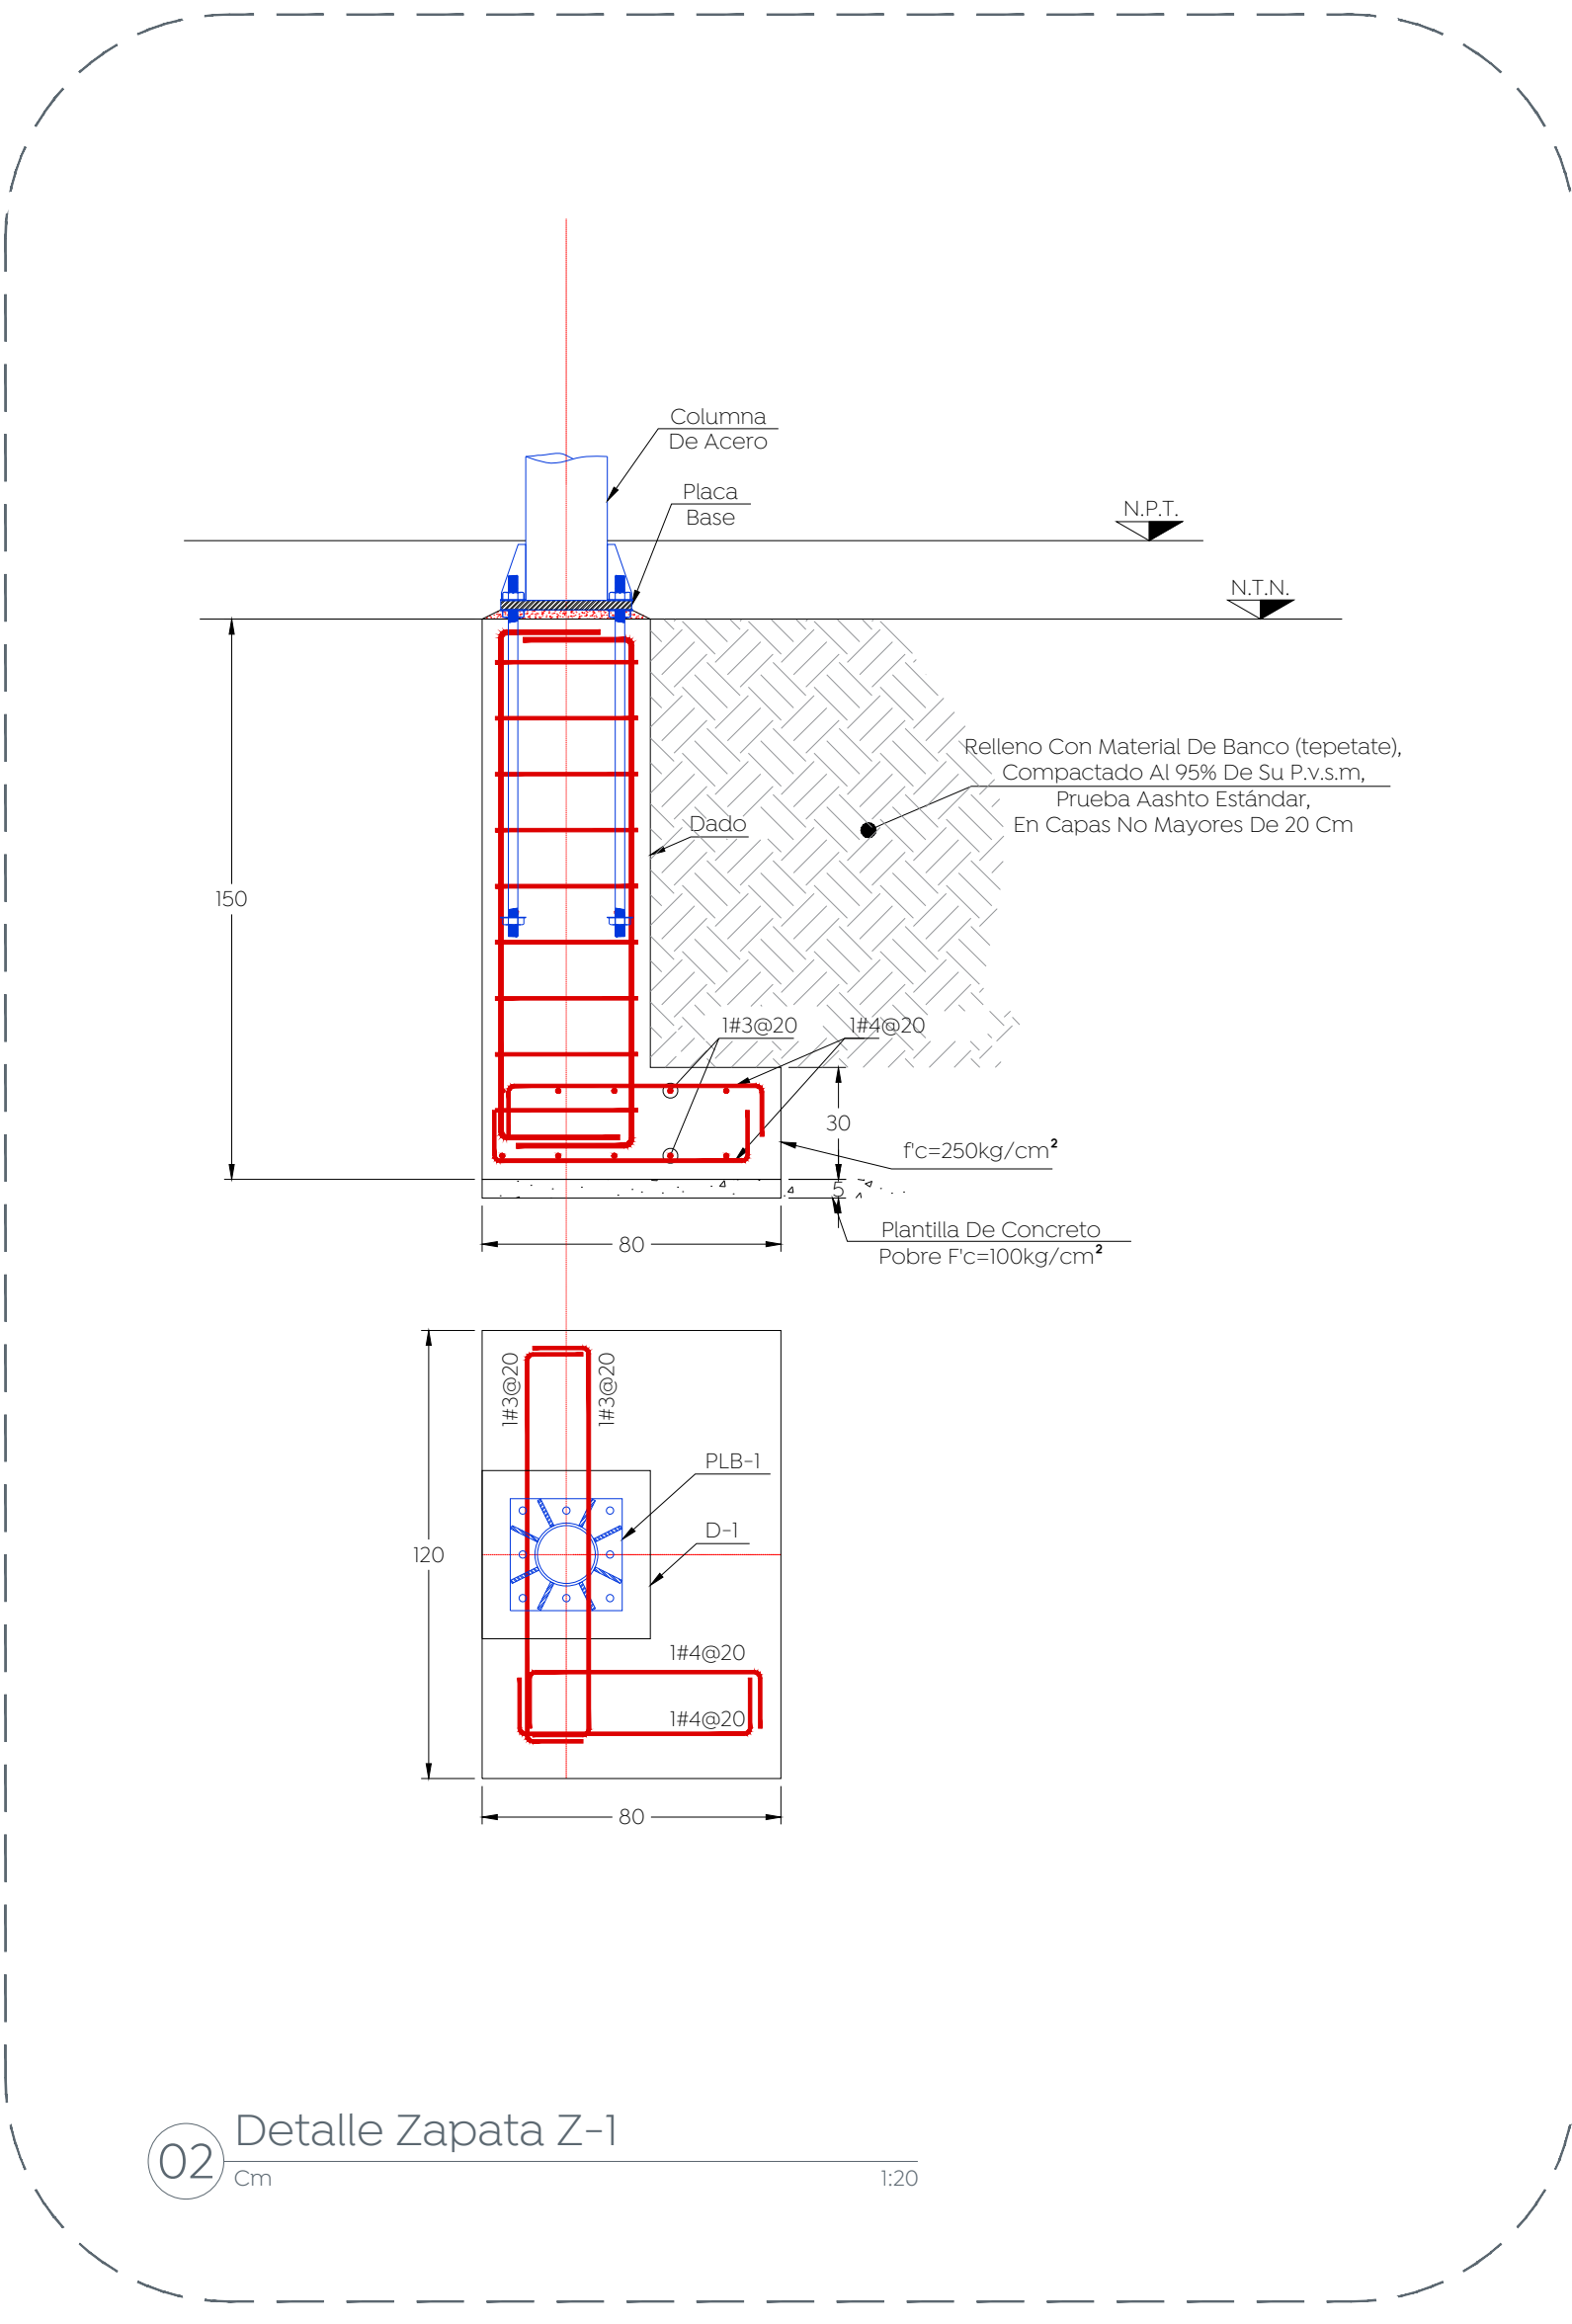 Columna
De Acero
Placa
Base
N.P.T.
N.T.N.
Relleno Con Material De Banco (tepetate),
Compactado Al 95% De Su P.v.s.m,
Prueba Aashto Estándar,
En Capas No Mayores De 20 Cm
Dado
150
1#3@20
1#4@20
30
f'c=250kg/cm²
5
Plantilla De Concreto
Pobre F'c=100kg/cm²
80
1#3@20
1#3@20
PLB-1
D-1
120
1#4@20
1#4@20
80
02
Detalle Zapata Z-1
Cm
1:20